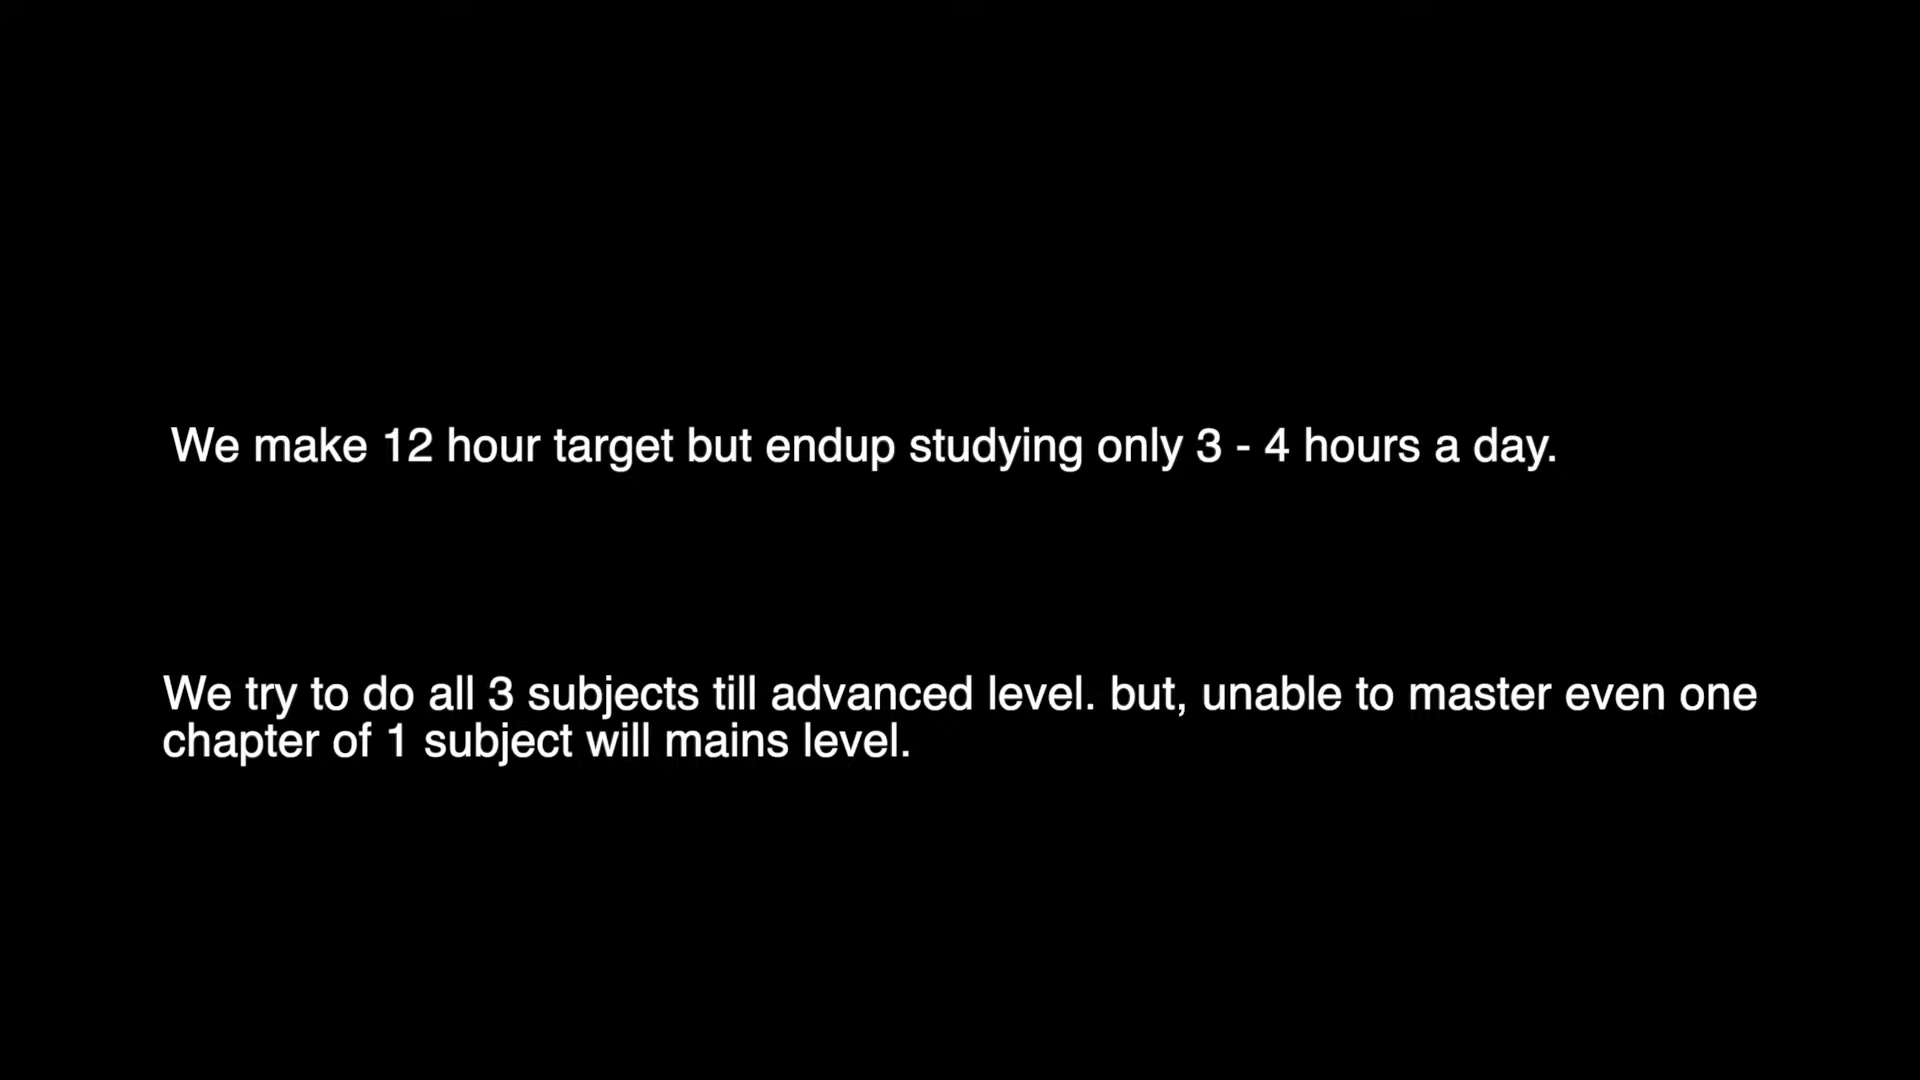 We make 12 hour target but endup studying only 3 - 4 hours a day.
We try to do all 3 subjects till advanced level. but, unable to master even one
chapter of 1 subject will mains level.